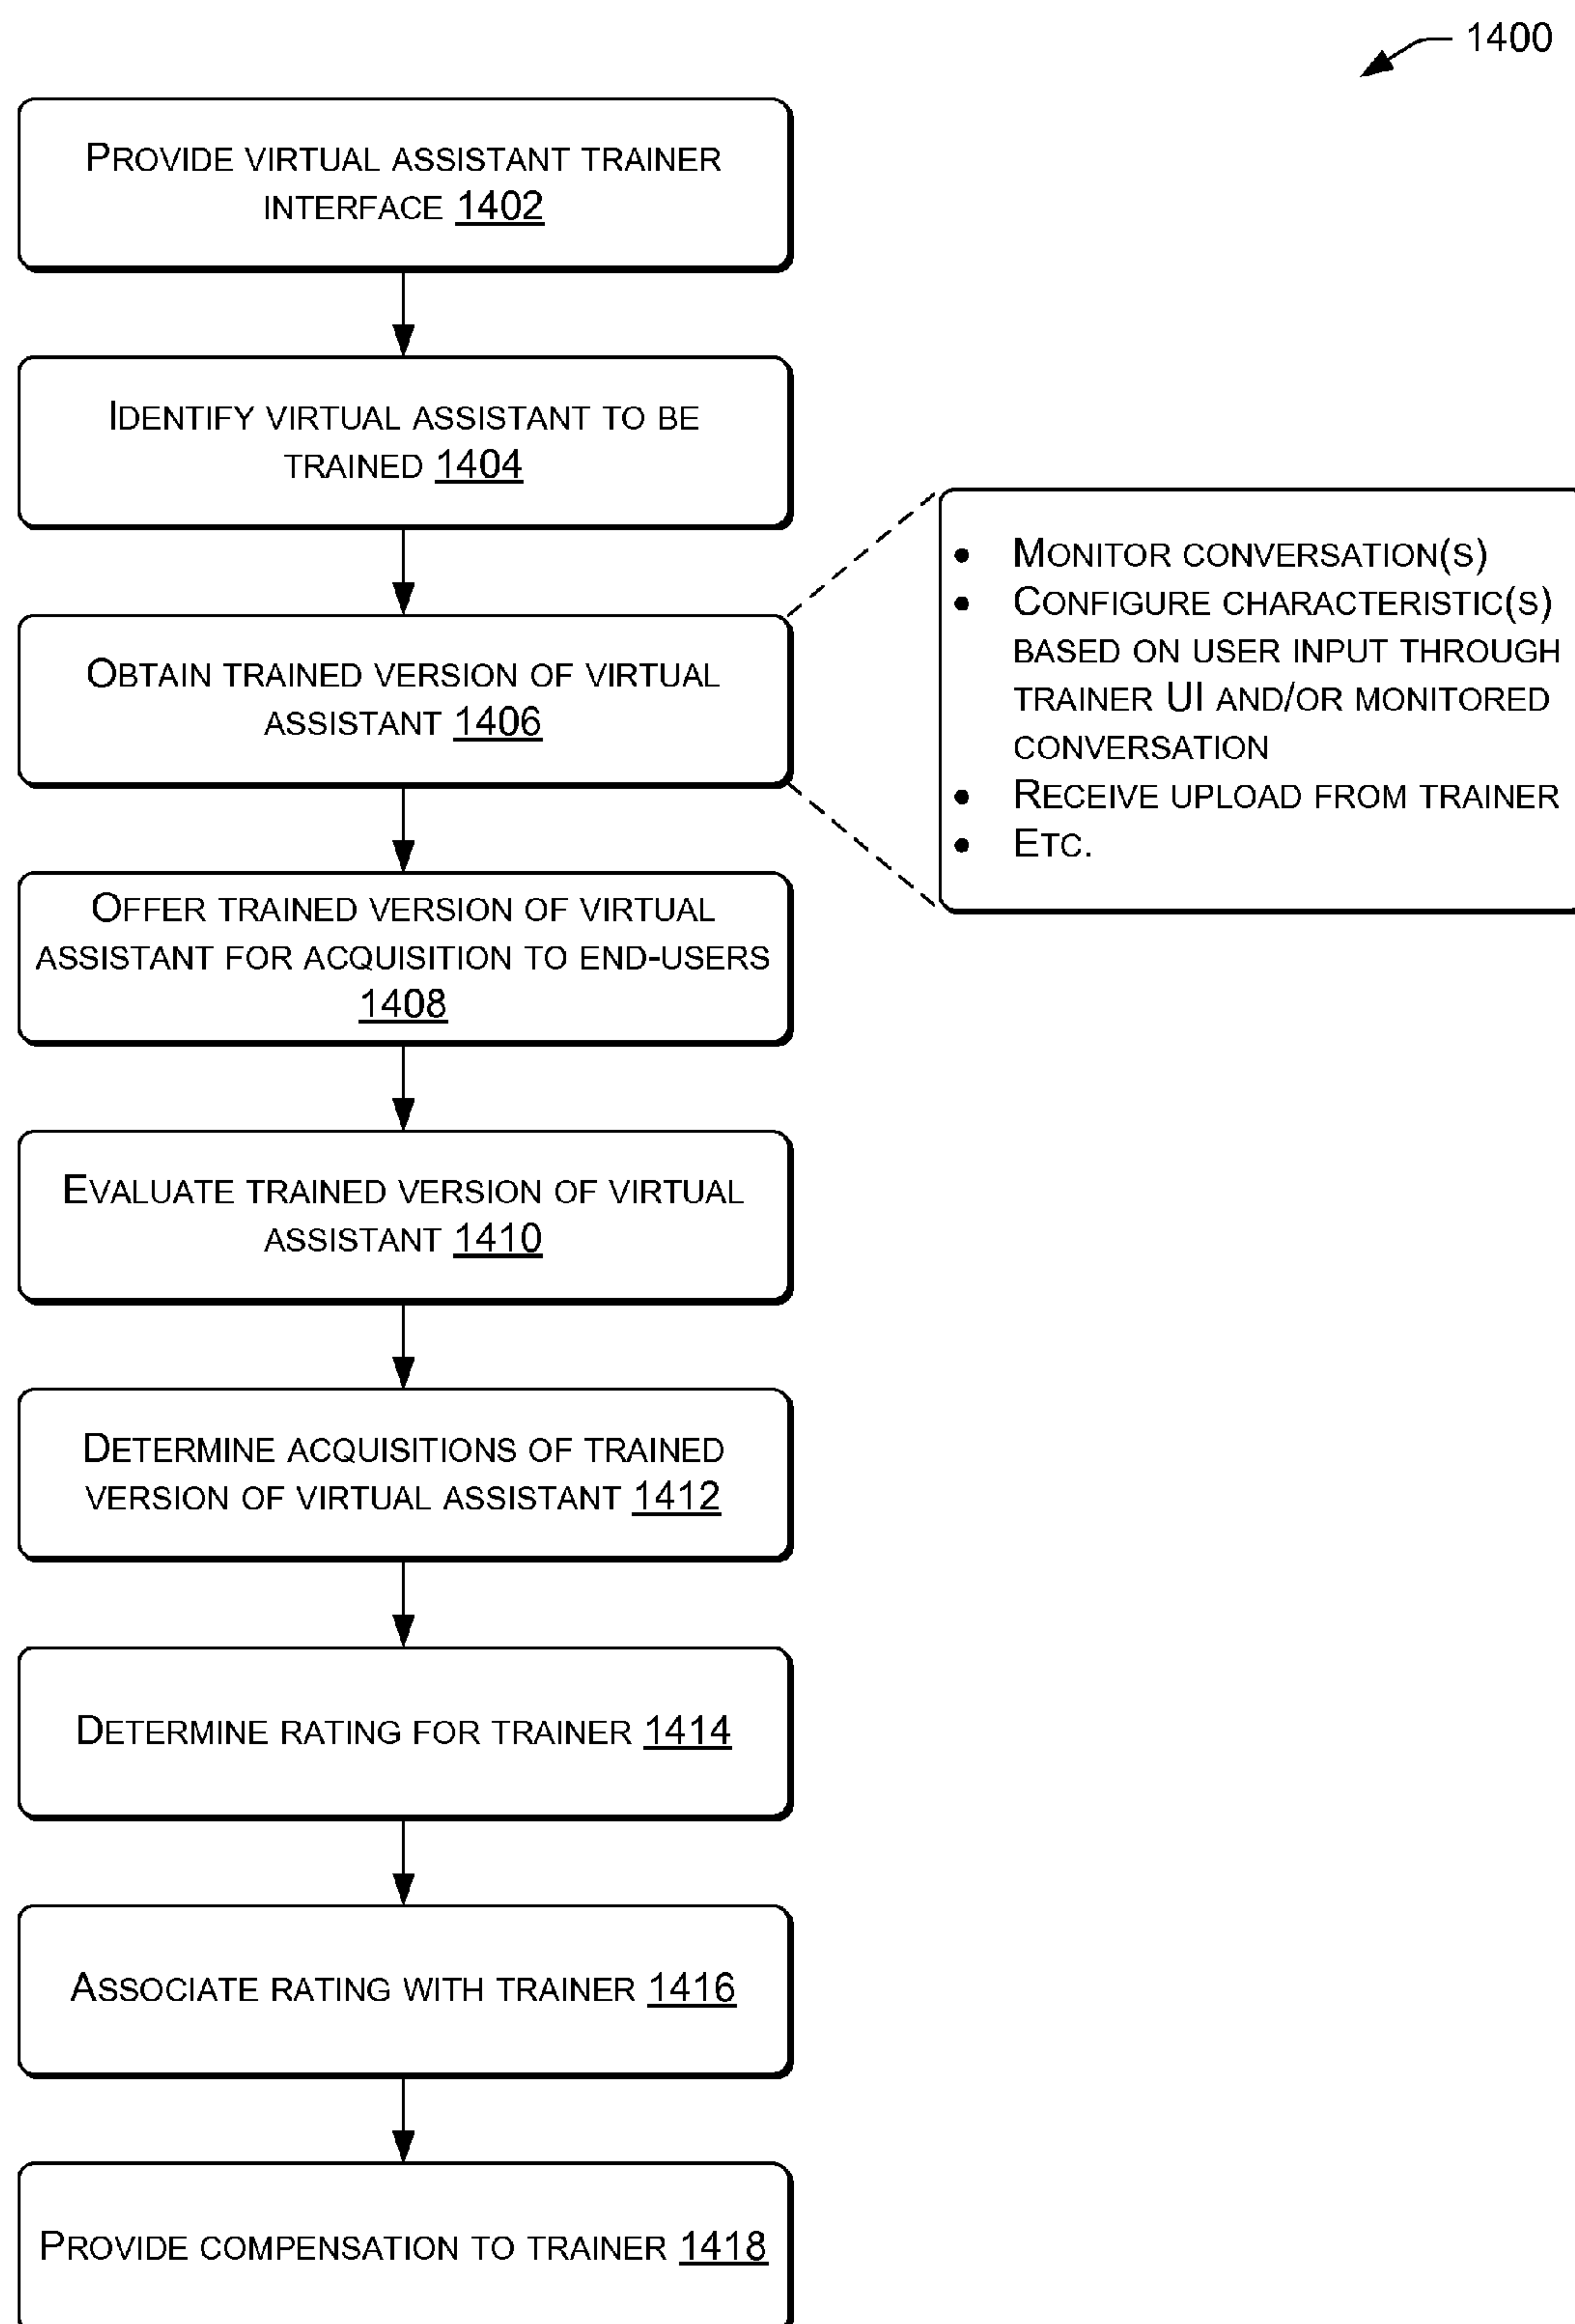 1400
PROVIDE VIRTUAL ASSISTANT TRAINER
INTERFACE 1402
IDENTIFY VIRTUAL ASSISTANT TO BE
TRAINED 1404
OBTAIN TRAINED VERSION OF VIRTUAL
ASSISTANT 1406
• MONITOR CONVERSATION(S)
• CONFIGURE CHARACTERISTIC(S)
BASED ON USER INPUT THROUGH
TRAINER UI AND/OR MONITORED
CONVERSATION
• RECEIVE UPLOAD FROM TRAINER
• ETC.
OFFER TRAINED VERSION OF VIRTUAL
ASSISTANT FOR ACQUISITION TO END-USERS
1408
EVALUATE TRAINED VERSION OF VIRTUAL
ASSISTANT 1410
DETERMINE ACQUISITIONS OF TRAINED
VERSION OF VIRTUAL ASSISTANT 1412
DETERMINE RATING FOR TRAINER 1414
ASSOCIATE RATING WITH TRAINER 1416
PROVIDE COMPENSATION TO TRAINER 1418